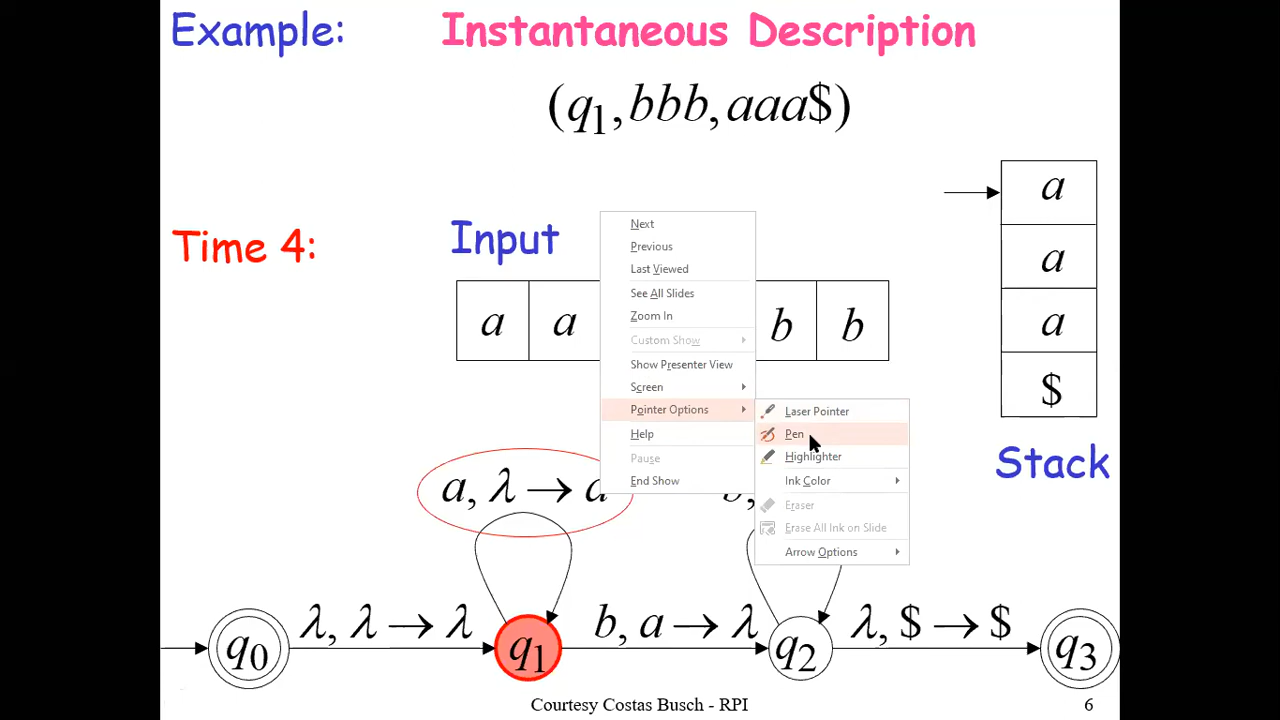 Example: Instantaneous Description
(q1, bbb, aaa$)
Time 4:
Input
a a b b
a
a
a
$
Stack
Next
Previous
Last Viewed
See All Slides
Zoom In
Custom Show
Show Presenter View
Screen
Pointer Options
Help
Pause
End Show
Laser Pointer
Pen
Highlighter
Ink Color
Eraser
Erase All Ink on Slide
Arrow Options
a, λ → a
q0 λ, λ → λ q1 b, a → λ q2 λ, $ → $ q3
Courtesy Costas Busch - RPI 6